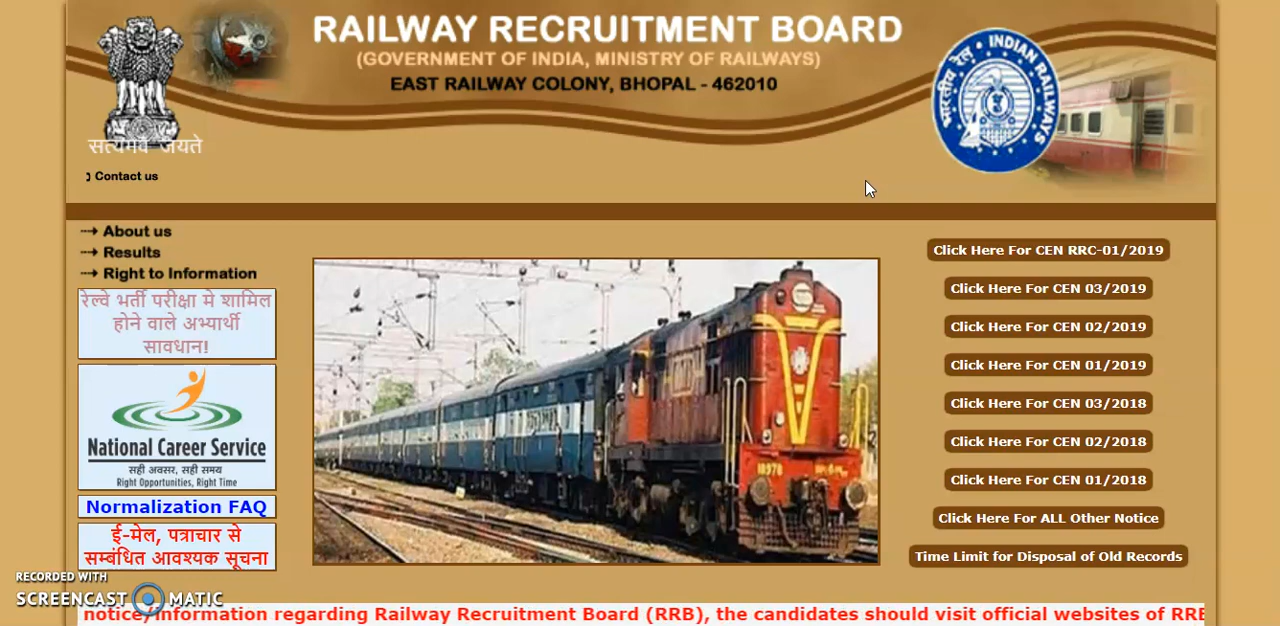 RAILWAY RECRUITMENT BOARD
(GOVERNMENT OF INDIA, MINISTRY OF RAILWAYS)
EAST RAILWAY COLONY, BHOPAL - 462010
सत्यमेव जयते
भारतीय रेल • INDIAN RAILWAYS
Contact us
About us
Results
Right to Information
रेल्वे भर्ती परीक्षा मे शामिल
होने वाले अभ्यार्थी
सावधान!
National Career Service
सही अवसर, सही समय
Right Opportunities, Right Time
Normalization FAQ
ई-मेल, पत्राचार से
सम्बंधित आवश्यक सूचना
18978
Click Here For CEN RRC-01/2019
Click Here For CEN 03/2019
Click Here For CEN 02/2019
Click Here For CEN 01/2019
Click Here For CEN 03/2018
Click Here For CEN 02/2018
Click Here For CEN 01/2018
Click Here For ALL Other Notice
Time Limit for Disposal of Old Records
RECORDED WITH
SCREENCAST MATIC
notice/information regarding Railway Recruitment Board (RRB), the candidates should visit official websites of RRB